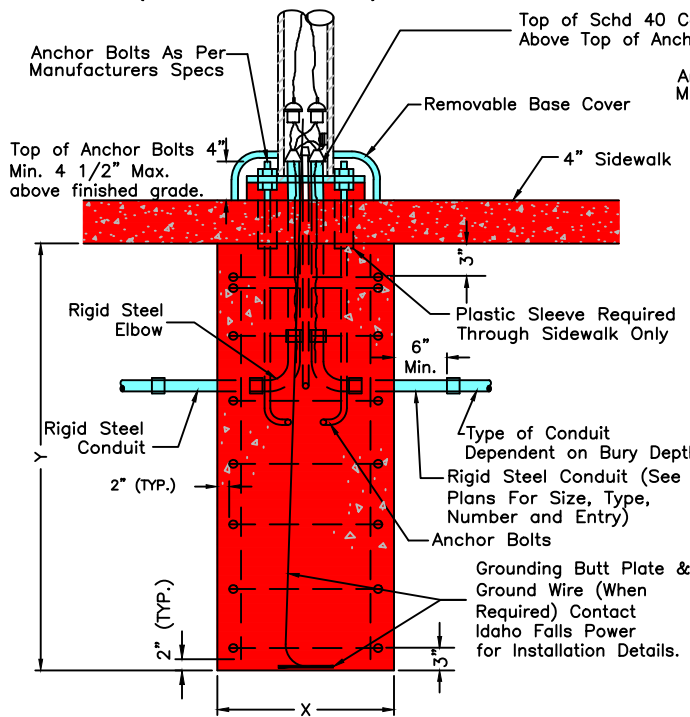 Top of Schd 40 C
Above Top of Anch
Anchor Bolts As Per
Manufacturers Specs
M
Removable Base Cover
Top of Anchor Bolts 4"
Min. 4 1/2" Max.
above finished grade.
4" Sidewalk
3"
Rigid Steel
Elbow
Plastic Sleeve Required
Through Sidewalk Only
6"
Min.
Rigid Steel
Conduit
Type of Conduit
Dependent on Bury Depth
Y
2" (TYP.)
Rigid Steel Conduit (See
Plans For Size, Type,
Number and Entry)
Anchor Bolts
Grounding Butt Plate &
Ground Wire (When
Required) Contact
Idaho Falls Power
for Installation Details.
2" (TYP.)
3"
X